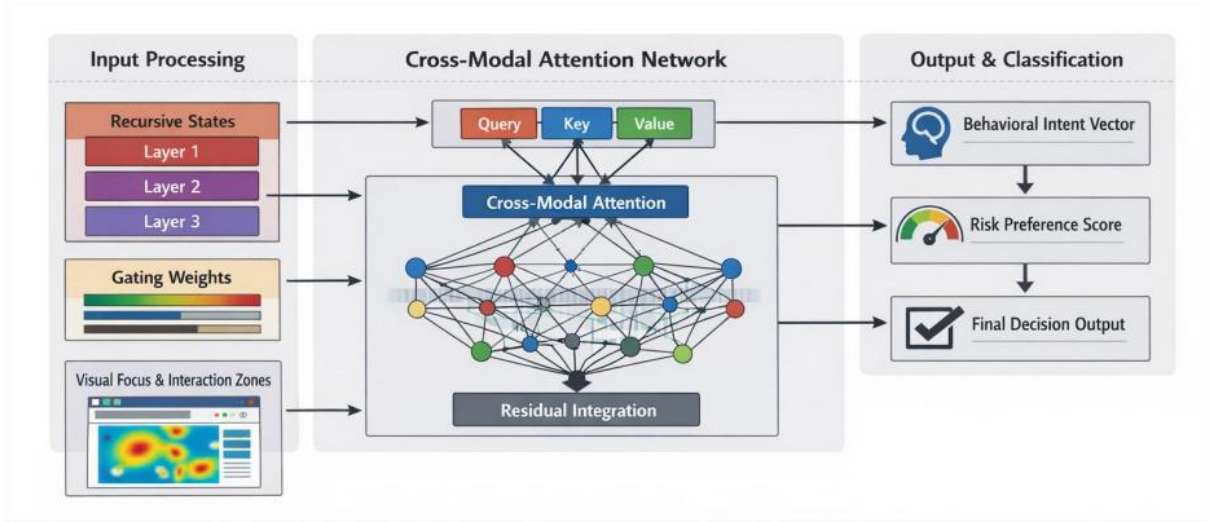 Input Processing
Recursive States
Layer 1
Layer 2
Layer 3
Gating Weights
Visual Focus & Interaction Zones
Cross-Modal Attention Network
Query
Key
Value
Cross-Modal Attention
Residual Integration
Output & Classification
Behavioral Intent Vector
Risk Preference Score
Final Decision Output